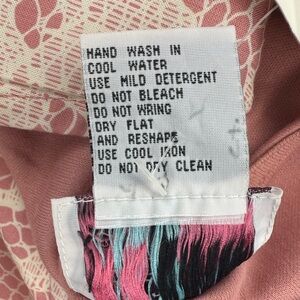 HAND WASH IN
COOL WATER
USE MILD DETERGENT
DO NOT BLEACH
DO NOT WRING
DRY FLAT
AND RESHAPE
USE COOL IRON
DO NOT DRY CLEAN